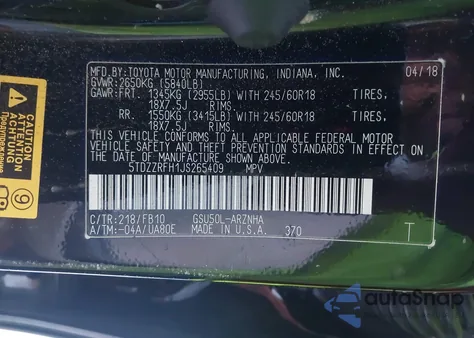 MFD.BY:TOYOTA MOTOR MANUFACTURING, INDIANA, INC. 04/18
GVWR:2650KG (5840LB)
GAWR:FRT. 1345KG (2955LB) WITH 245/60R18 TIRES,
18X7.5J RIMS.
RR. 1550KG (3415LB) WITH 245/60R18 TIRES,
18X7.5J RIMS.
THIS VEHICLE CONFORMS TO ALL APPLICABLE FEDERAL MOTOR
VEHICLE SAFETY AND THEFT PREVENTION STANDARDS IN EFFECT
ON THE DATE OF MANUFACTURE SHOWN ABOVE.
5TDZZRFH1JS265409 MPV
C/TR:218/FB10 GSU50L-ARZNHA
A/TM:-04A/UA80E MADE IN U.S.A. 370 T
9
autoSnap